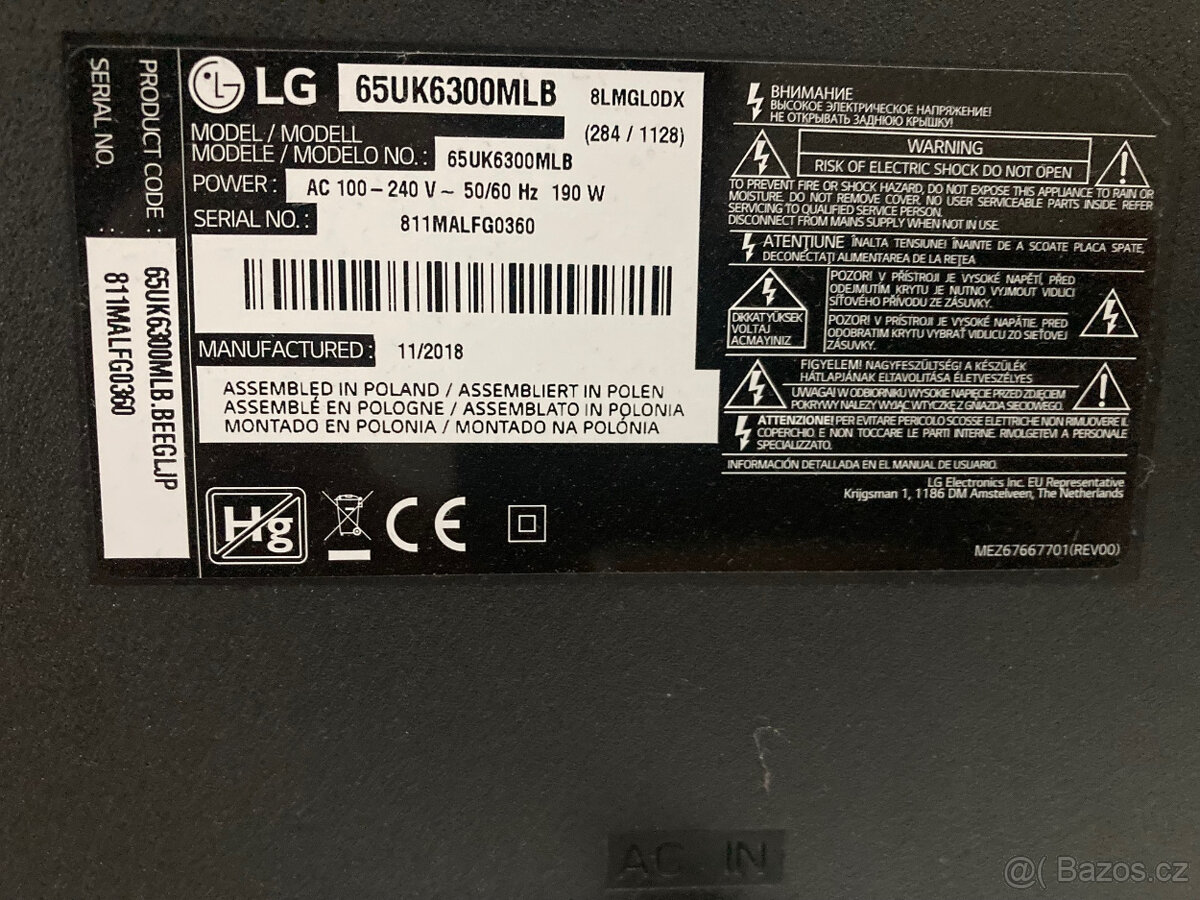 PRODUCT CODE :
SERIAL NO. :
65UK6300MLB.BEEGLJP
811MALFG0360
LG
65UK6300MLB
8LMGL0DX
(284 / 1128)
MODEL / MODELL
MODELE / MODELO NO. : 65UK6300MLB
POWER : AC 100 – 240 V ~ 50/60 Hz 190 W
SERIAL NO. : 811MALFG0360
MANUFACTURED : 11/2018
ASSEMBLED IN POLAND / ASSEMBLIERT IN POLEN
ASSEMBLÉ EN POLOGNE / ASSEMBLATO IN POLONIA
MONTADO EN POLONIA / MONTADO NA POLÓNIA
Hg
CE
ВНИМАНИЕ
ВЫСОКОЕ ЭЛЕКТРИЧЕСКОЕ НАПРЯЖЕНИЕ!
НЕ ОТКРЫВАТЬ ЗАДНЮЮ КРЫШКУ!
WARNING
RISK OF ELECTRIC SHOCK DO NOT OPEN
TO PREVENT FIRE OR SHOCK HAZARD, DO NOT EXPOSE THIS APPLIANCE TO RAIN OR
MOISTURE. DO NOT REMOVE COVER. NO USER SERVICEABLE PARTS INSIDE. REFER
SERVICING TO QUALIFIED SERVICE PERSON.
DISCONNECT FROM MAINS SUPPLY WHEN NOT IN USE.
ATENŢIUNE ÎNALTA TENSIUNE! ÎNAINTE DE A SCOATE PLACA SPATE,
DECONECTAŢI ALIMENTAREA DE LA REŢEA
DIKKAT YÜKSEK
VOLTAJ
ACMAYINIZ
POZOR! V PŘÍSTROJI JE VYSOKÉ NAPĚTÍ, PŘED
ODEJMUTÍM KRYTU JE NUTNO VYJMOUT VIDLICI
SÍŤOVÉHO PŘÍVODU ZE ZÁSUVKY.
POZOR! V PRÍSTROJI JE VYSOKÉ NAPÄTIE. PRED
ODOBRATIM KRYTU VYBRAŤ VIDLICU ZO SIEŤOVEJ
ZÁSUVKY.
FIGYELEM! NAGYFESZÜLTSÉG! A KÉSZÜLÉK
HÁTLAPJÁNAK ELTAVOLÍTÁSA ÉLETVESZÉLYES
UWAGA! W ODBIORNIKU WYSOKIE NAPIĘCIE PRZED ZDJĘCIEM
POKRYWY NALEŻY WYJĄĆ WTYCZKĘ Z GNIAZDA SIECIOWEGO.
ATTENZIONE! PER EVITARE PERICOLO SCOSSE ELETTRICHE NON RIMUOVERE IL
COPERCHIO E NON TOCCARE LE PARTI INTERNE. RIVOLGETEVI A PERSONALE
SPECIALIZZATO.
INFORMACIÓN DETALLADA EN EL MANUAL DE USUARIO.
LG Electronics Inc. EU Representative
Krijgsman 1, 1186 DM Amstelveen, The Netherlands
MEZ67667701(REV00)
AC IN
@( Bazos.cz